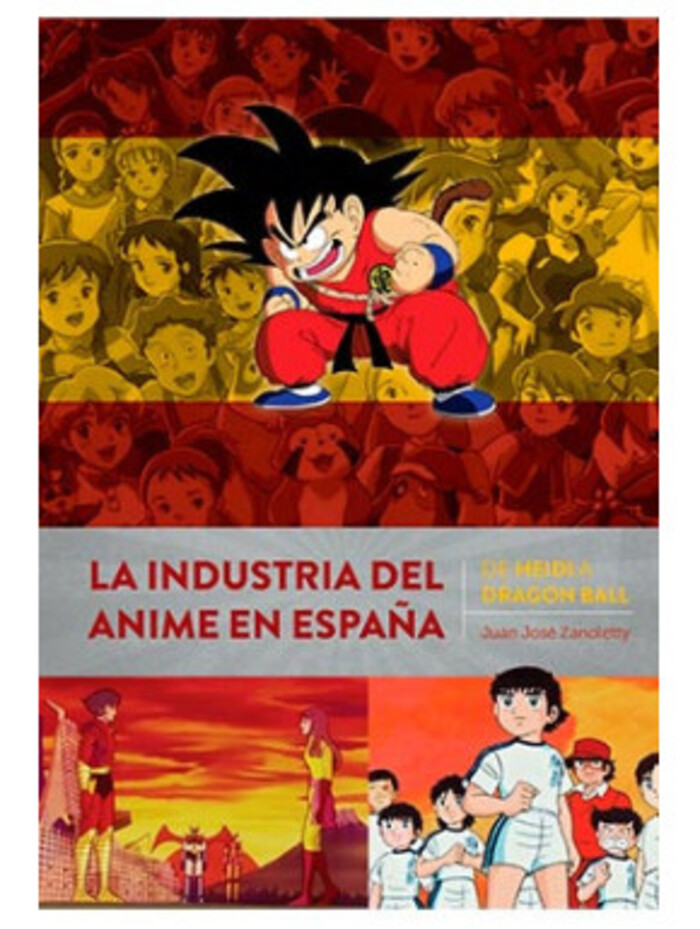 LA INDUSTRIA DEL
ANIME EN ESPAÑA
DE HEIDI A
DRAGON BALL
Juan José Zanoletty